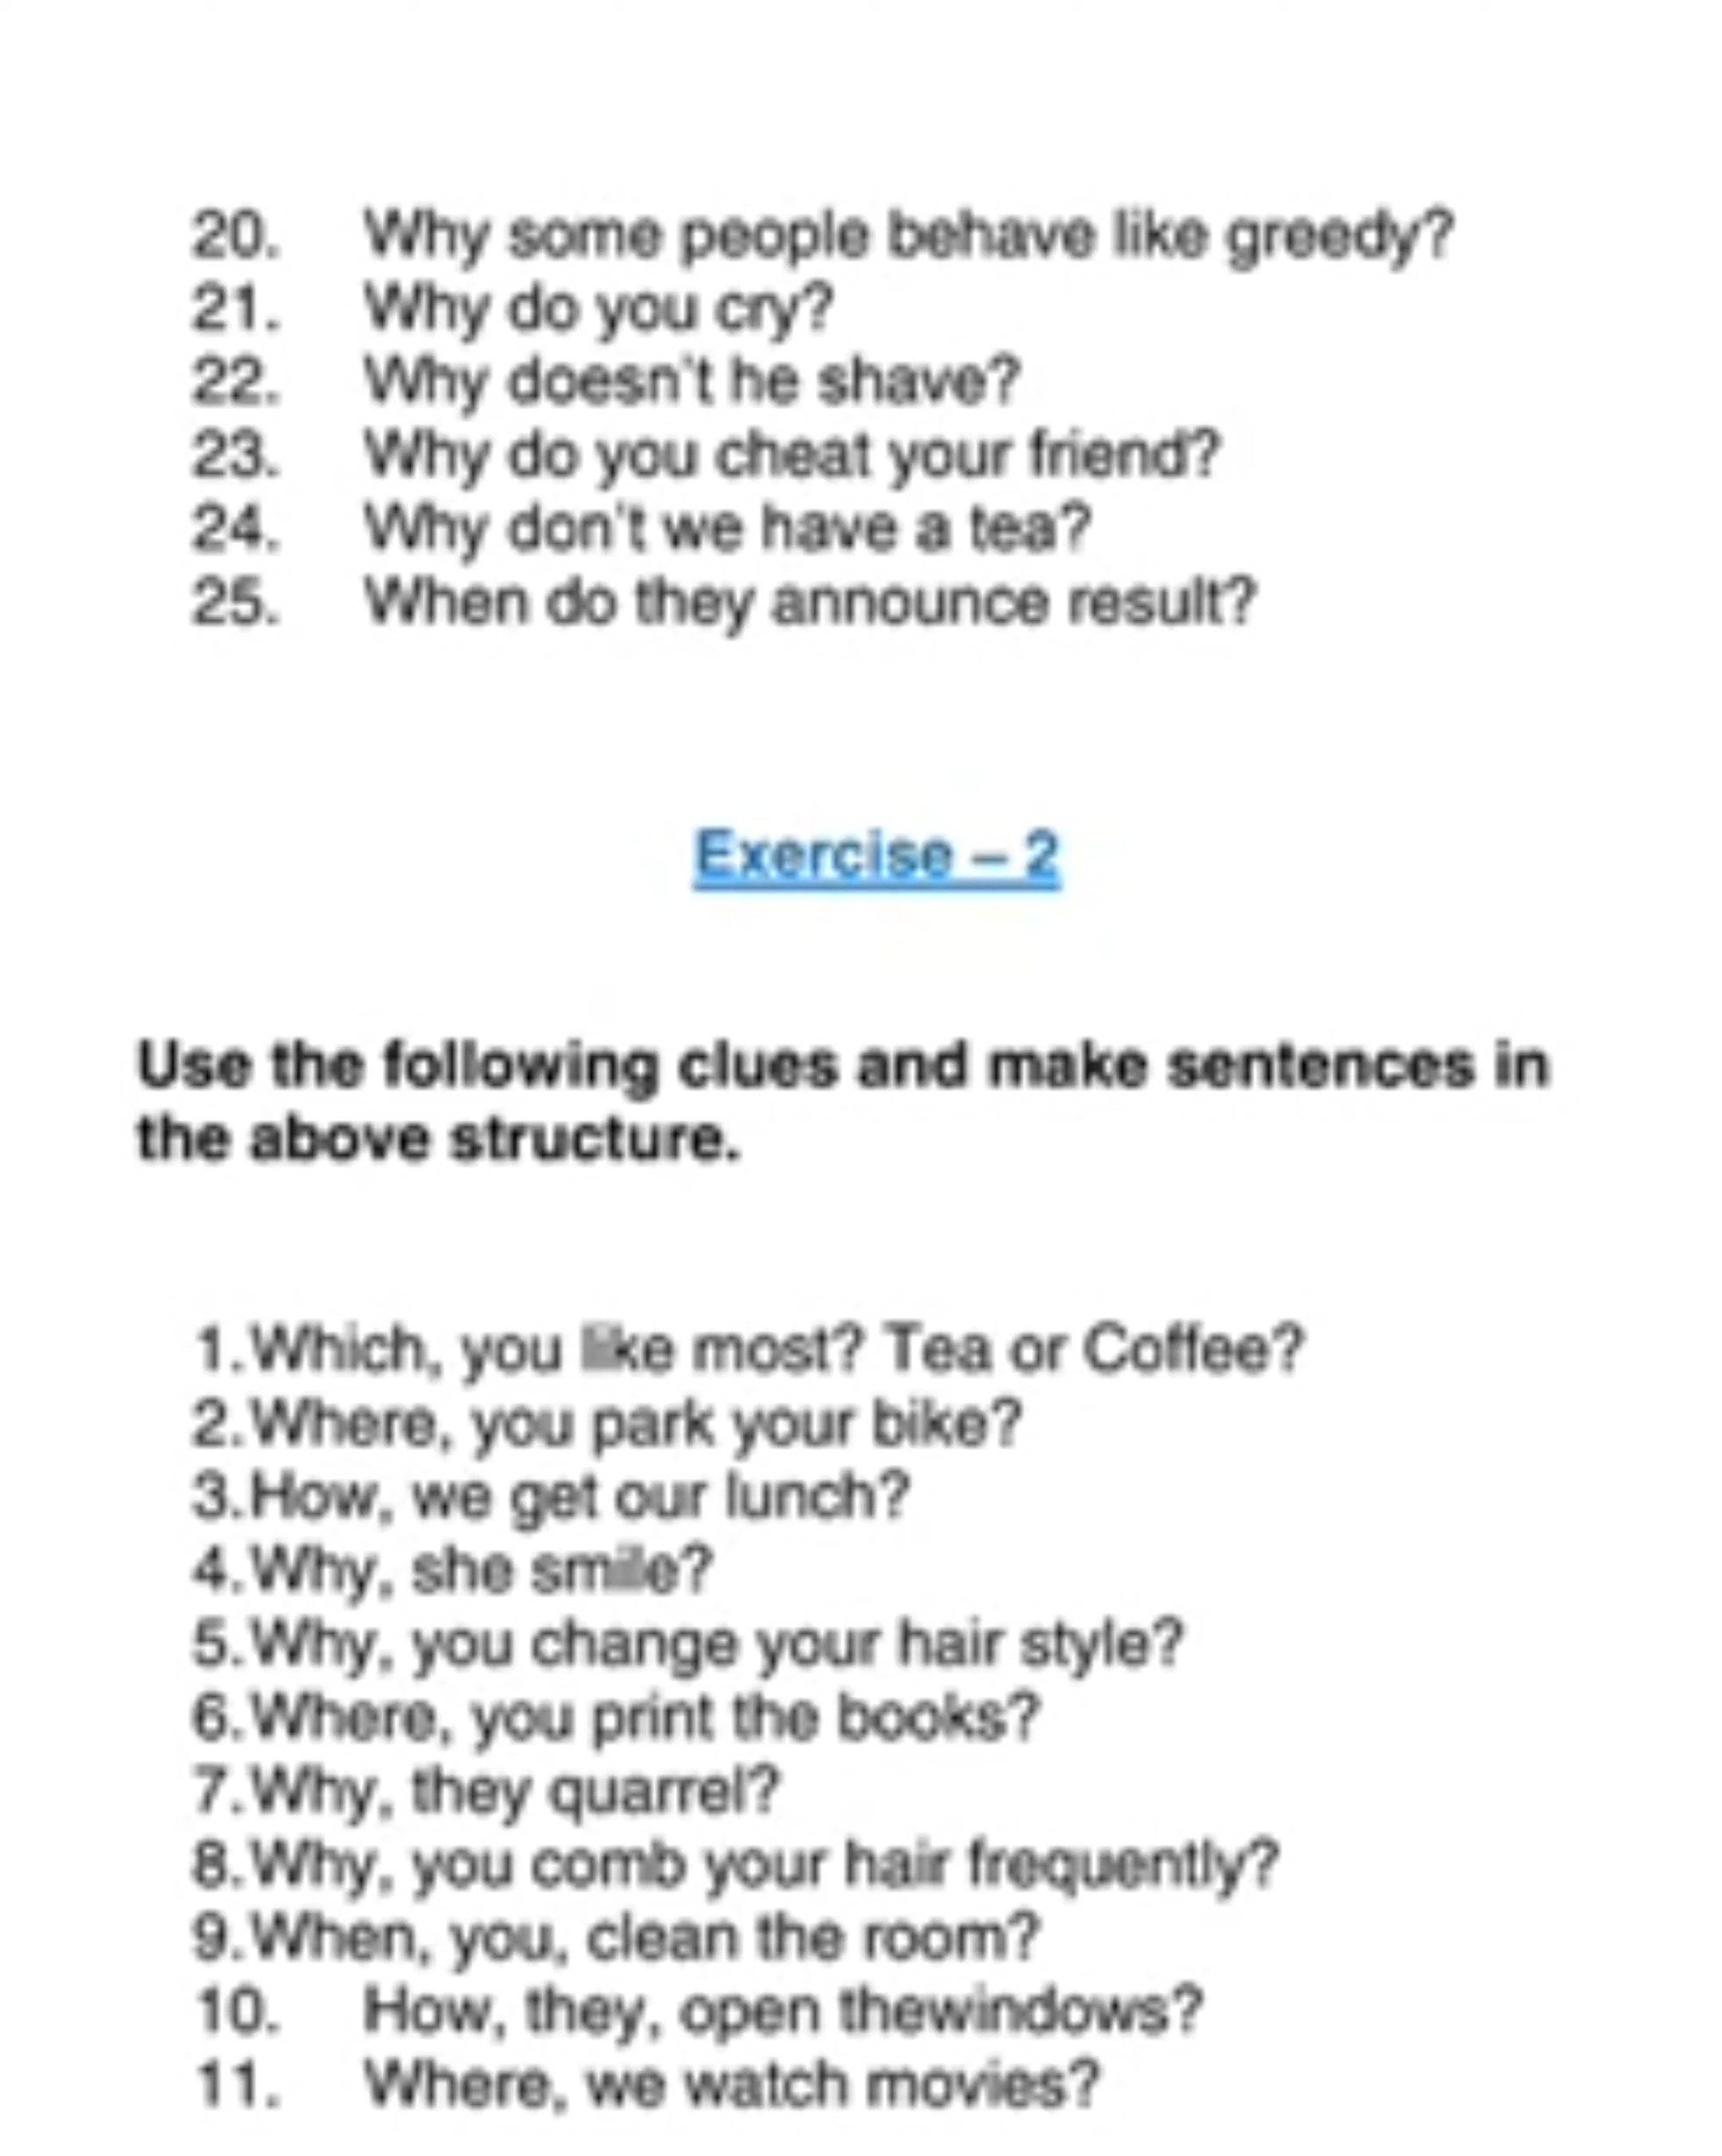 20. Why some people behave like greedy?
21. Why do you cry?
22. Why doesn't he shave?
23. Why do you cheat your friend?
24. Why don't we have a tea?
25. When do they announce result?
Exercise – 2
Use the following clues and make sentences in
the above structure.
1.Which, you like most? Tea or Coffee?
2.Where, you park your bike?
3.How, we get our lunch?
4.Why, she smile?
5.Why, you change your hair style?
6.Where, you print the books?
7.Why, they quarrel?
8.Why, you comb your hair frequently?
9.When, you, clean the room?
10. How, they, open thewindows?
11. Where, we watch movies?